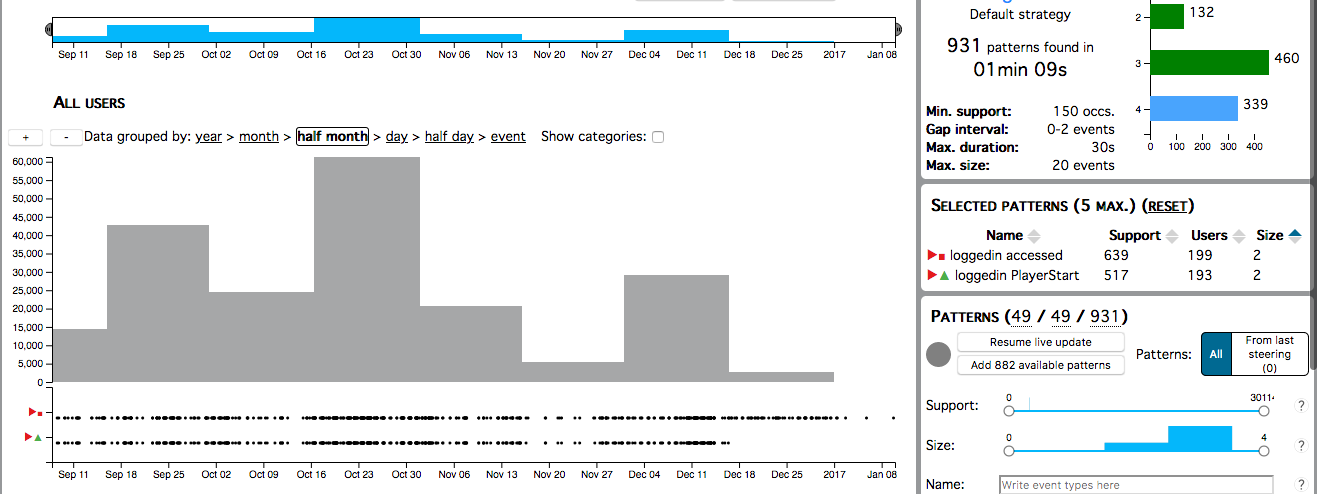 Sep 11 Sep 18 Sep 25 Oct 02 Oct 09 Oct 16 Oct 23 Oct 30 Nov 06 Nov 13 Nov 20 Nov 27 Dec 04 Dec 11 Dec 18 Dec 25 2017 Jan 08
ALL USERS
+ - Data grouped by: year > month > half month > day > half day > event Show categories:
60,000
55,000
50,000
45,000
40,000
35,000
30,000
25,000
20,000
15,000
10,000
5,000
0
Sep 11 Sep 18 Sep 25 Oct 02 Oct 09 Oct 16 Oct 23 Oct 30 Nov 06 Nov 13 Nov 20 Nov 27 Dec 04 Dec 11 Dec 18 Dec 25 2017 Jan 08
Default strategy
931 patterns found in
01min 09s
Min. support: 150 occs.
Gap interval: 0-2 events
Max. duration: 30s
Max. size: 20 events
2 132
3 460
4 339
0 100 200 300 400
SELECTED PATTERNS (5 MAX.) (RESET)
Name Support Users Size
loggedin accessed 639 199 2
loggedin PlayerStart 517 193 2
PATTERNS (49 / 49 / 931)
Resume live update
Add 882 available patterns
Patterns: All
From last
steering
(0)
Support: 0 3011 ?
Size: 0 4 ?
Name: Write event types here ?